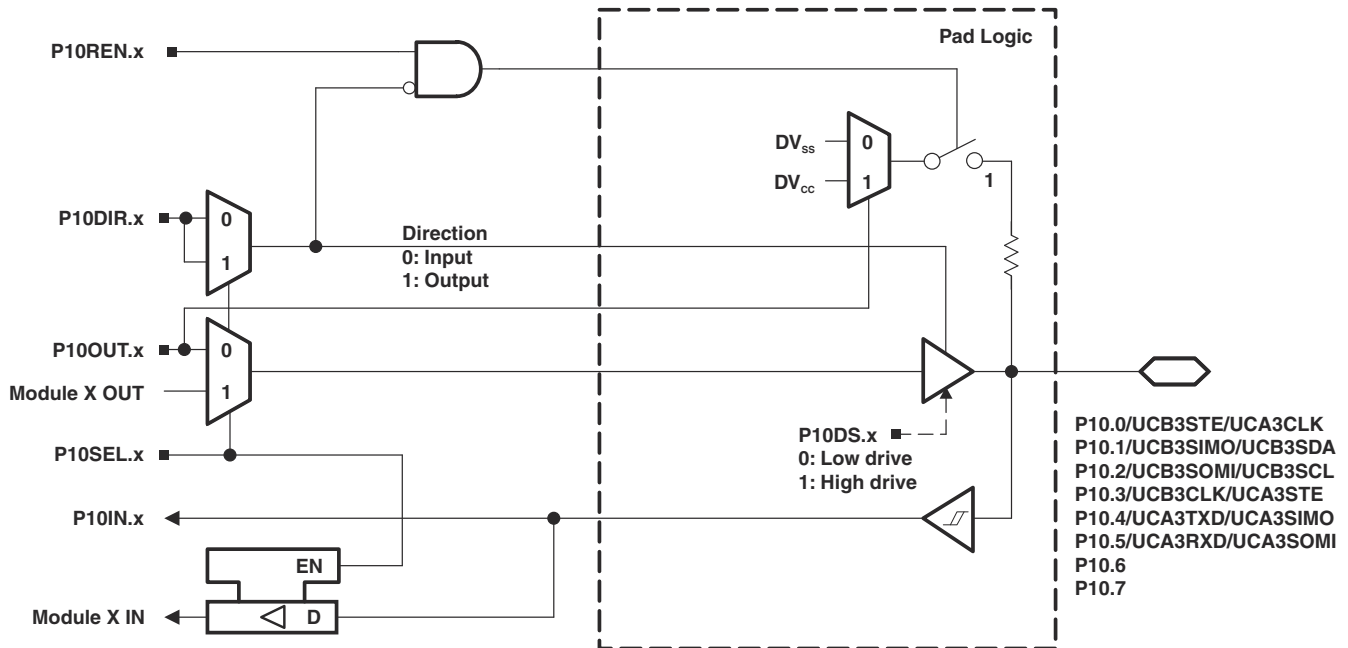 Pad Logic
P10REN.x
DVss
0
DVcc
1
1
P10DIR.x
0
1
Direction
0: Input
1: Output
P10OUT.x
0
Module X OUT
1
P10DS.x
0: Low drive
1: High drive
P10SEL.x
P10IN.x
EN
Module X IN
D
P10.0/UCB3STE/UCA3CLK
P10.1/UCB3SIMO/UCB3SDA
P10.2/UCB3SOMI/UCB3SCL
P10.3/UCB3CLK/UCA3STE
P10.4/UCA3TXD/UCA3SIMO
P10.5/UCA3RXD/UCA3SOMI
P10.6
P10.7